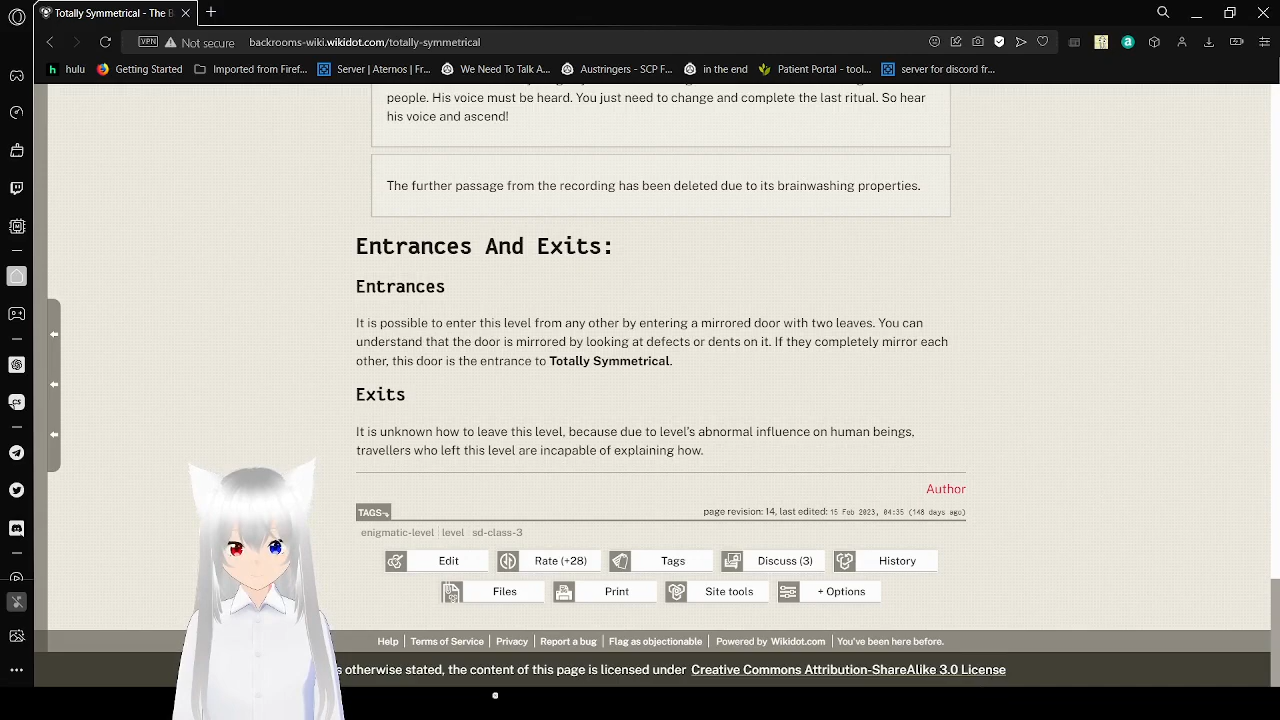 Totally Symmetrical - The B
VPN
Not secure
backrooms-wiki.wikidot.com/totally-symmetrical
hulu
Getting Started
Imported from Firef...
Server | Aternos | Fr...
We Need To Talk A...
Austringers - SCP F...
in the end
Patient Portal - tool...
server for discord fr...
people. His voice must be heard. You just need to change and complete the last ritual. So hear
his voice and ascend!
The further passage from the recording has been deleted due to its brainwashing properties.
Entrances And Exits:
Entrances
It is possible to enter this level from any other by entering a mirrored door with two leaves. You can
understand that the door is mirrored by looking at defects or dents on it. If they completely mirror each
other, this door is the entrance to Totally Symmetrical.
Exits
It is unknown how to leave this level, because due to level's abnormal influence on human beings,
travellers who left this level are incapable of explaining how.
Author
TAGS
page revision: 14, last edited: 15 Feb 2023, 04:35 (148 days ago)
enigmatic-level level sd-class-3
Edit
Rate (+28)
Tags
Discuss (3)
History
Files
Print
Site tools
+ Options
Help | Terms of Service | Privacy | Report a bug | Flag as objectionable | Powered by Wikidot.com | You've been here before.
otherwise stated, the content of this page is licensed under Creative Commons Attribution-ShareAlike 3.0 License